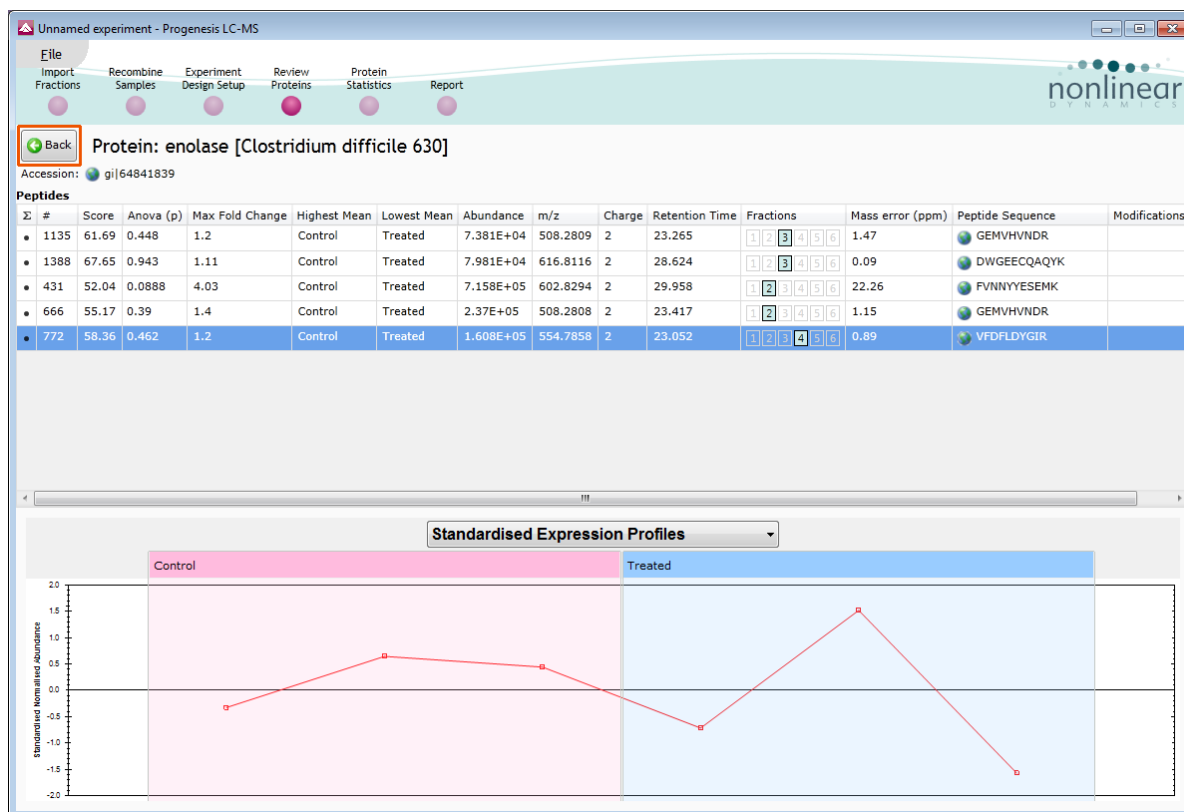 Unnamed experiment - Progenesis LC-MS
File
Import Fractions
Recombine Samples
Experiment Design Setup
Review Proteins
Protein Statistics
Report
nonlinear
DYNAMICS
Back
Protein: enolase [Clostridium difficile 630]
Accession: gi|64841839
Peptides
Σ # Score Anova (p) Max Fold Change Highest Mean Lowest Mean Abundance m/z Charge Retention Time Fractions Mass error (ppm) Peptide Sequence Modifications
1135 61.69 0.448 1.2 Control Treated 7.381E+04 508.2809 2 23.265 1 2 3 4 5 6 1.47 GEMVHVNDR
1388 67.65 0.943 1.11 Control Treated 7.981E+04 616.8116 2 28.624 1 2 3 4 5 6 0.09 DWGEECQAQYK
431 52.04 0.0888 4.03 Control Treated 7.158E+05 602.8294 2 29.958 1 2 3 4 5 6 22.26 FVNNYYESEMK
666 55.17 0.39 1.4 Control Treated 2.37E+05 508.2808 2 23.417 1 2 3 4 5 6 1.15 GEMVHVNDR
772 58.36 0.462 1.2 Control Treated 1.608E+05 554.7858 2 23.052 1 2 3 4 5 6 0.89 VFDFLDYGIR
Standardised Expression Profiles
Control
Treated
Standardised Normalised Abundance
2.0
1.5
1.0
0.5
0.0
-0.5
-1.0
-1.5
-2.0